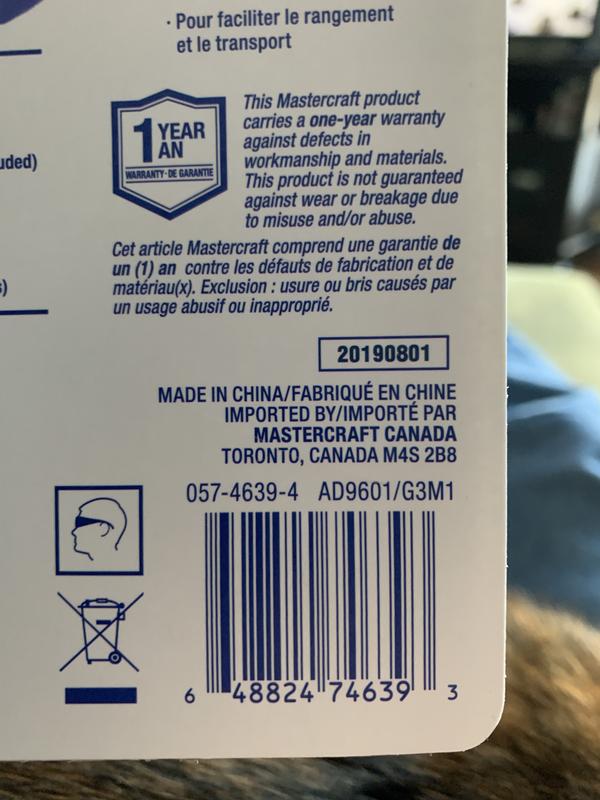 · Pour faciliter le rangement
et le transport
1 YEAR
AN
WARRANTY·DE GARANTIE
This Mastercraft product
carries a one-year warranty
against defects in
workmanship and materials.
This product is not guaranteed
against wear or breakage due
to misuse and/or abuse.
uded)
Cet article Mastercraft comprend une garantie de
un (1) an contre les défauts de fabrication et de
matériau(x). Exclusion : usure ou bris causés par
un usage abusif ou inapproprié.
s)
20190801
MADE IN CHINA/FABRIQUÉ EN CHINE
IMPORTED BY/IMPORTÉ PAR
MASTERCRAFT CANADA
TORONTO, CANADA M4S 2B8
057-4639-4 AD9601/G3M1
6 48824 74639 3